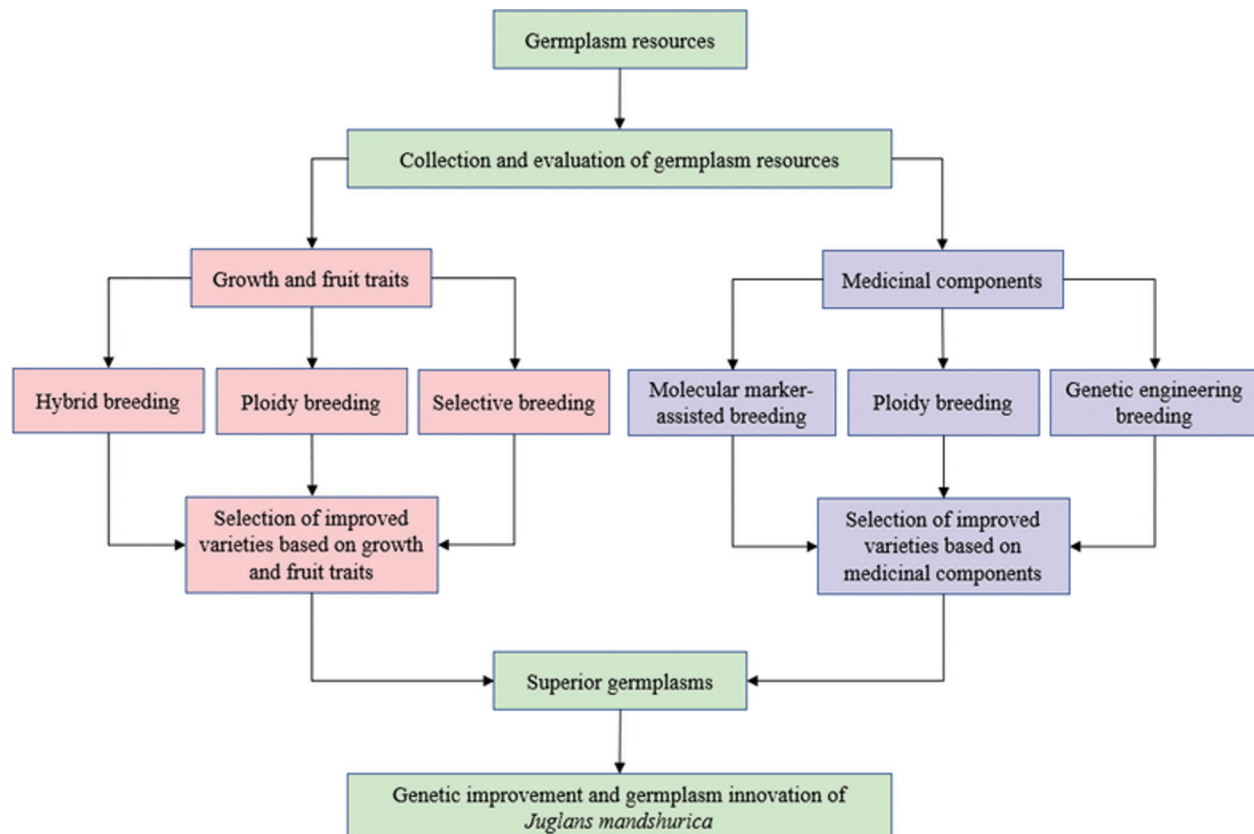 Germplasm resources
Collection and evaluation of germplasm resources
Growth and fruit traits
Medicinal components
Hybrid breeding
Ploidy breeding
Selective breeding
Molecular marker-
assisted breeding
Ploidy breeding
Genetic engineering
breeding
Selection of improved
varieties based on growth
and fruit traits
Selection of improved
varieties based on
medicinal components
Superior germplasms
Genetic improvement and germplasm innovation of
Juglans mandshurica